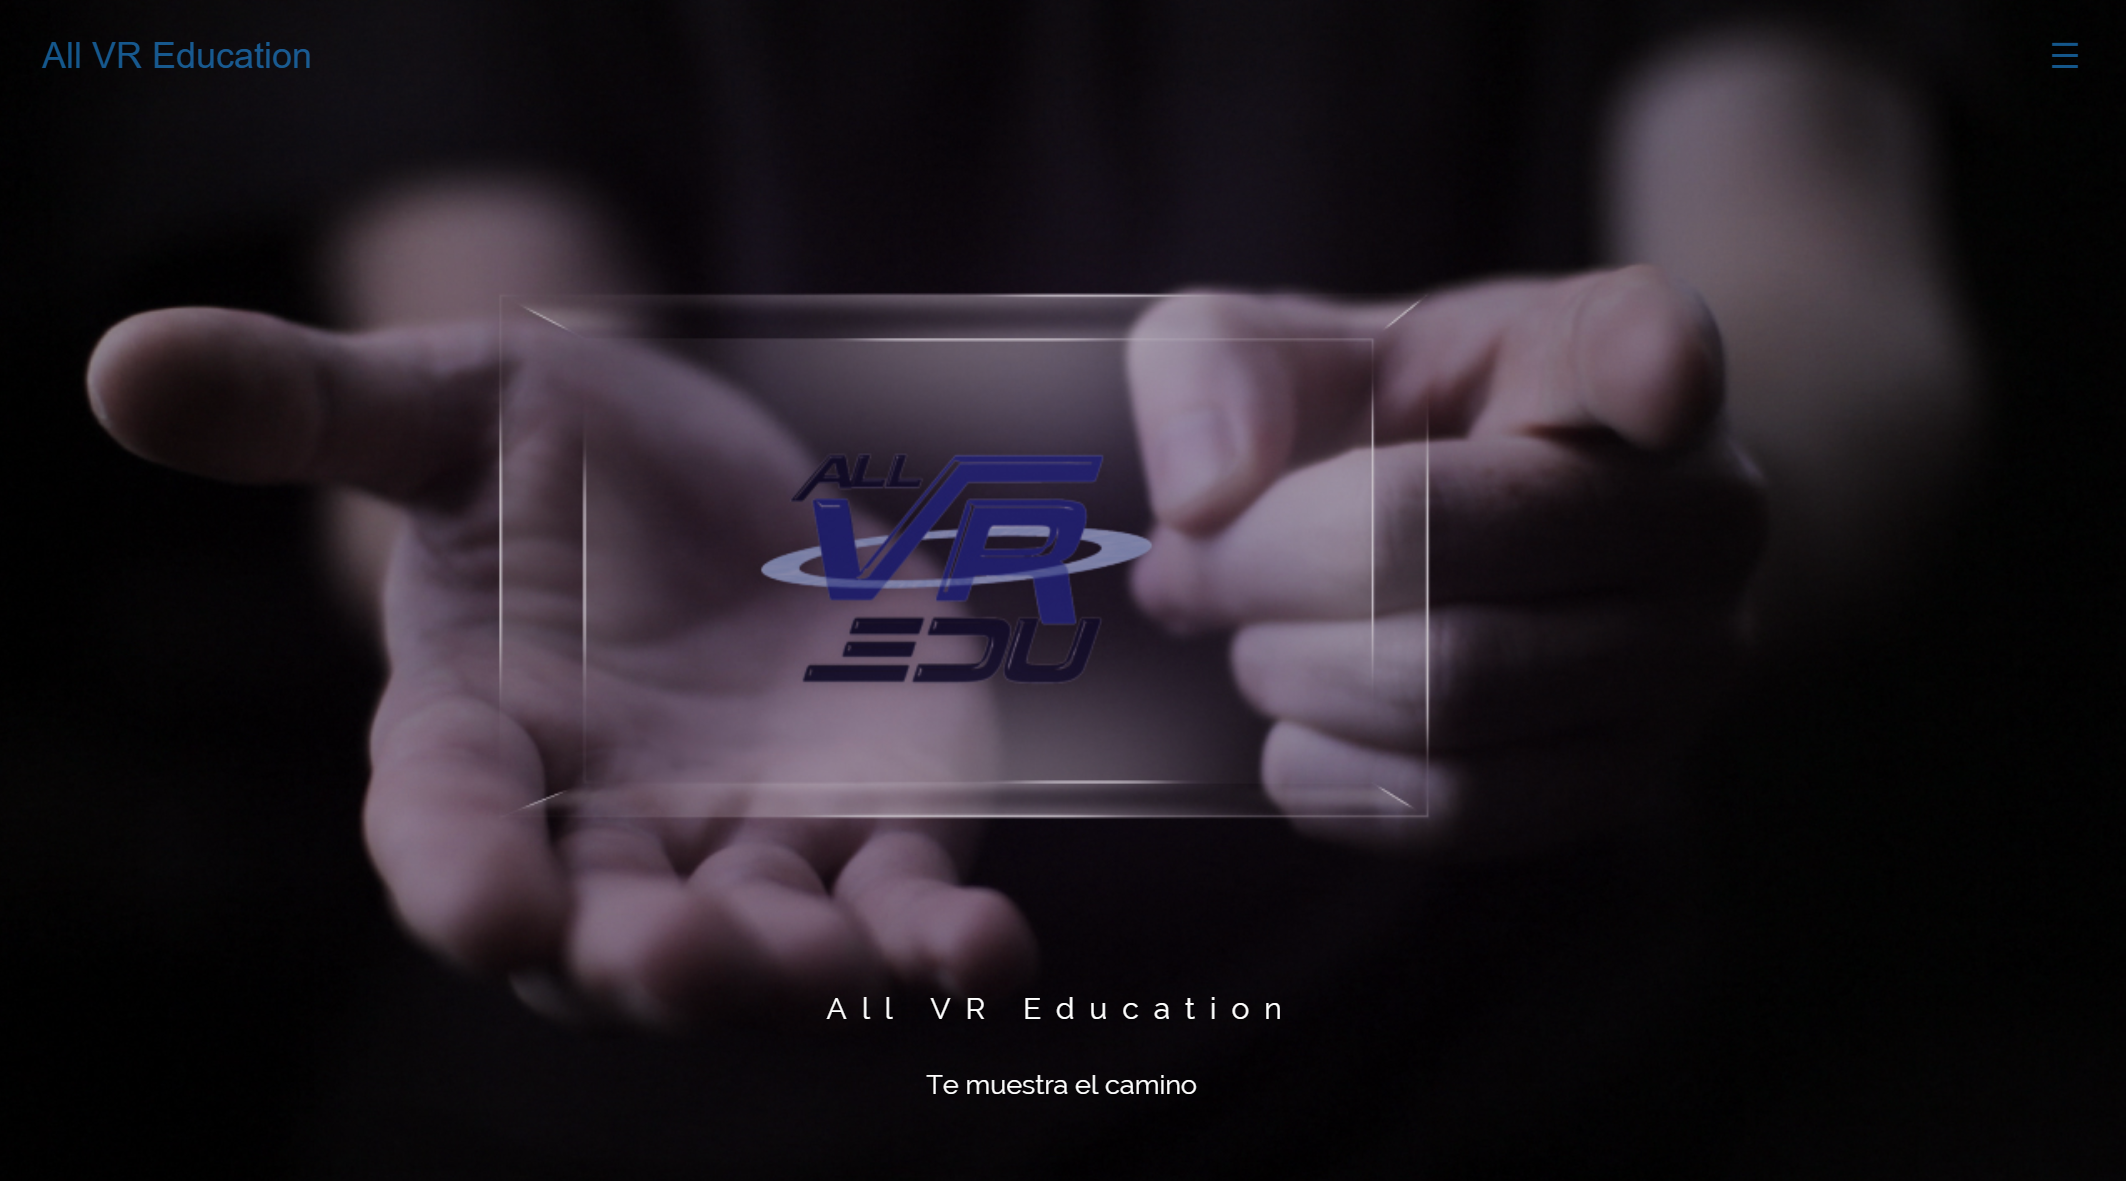 All VR Education
ALL
VR
EDU
All VR Education
Te muestra el camino